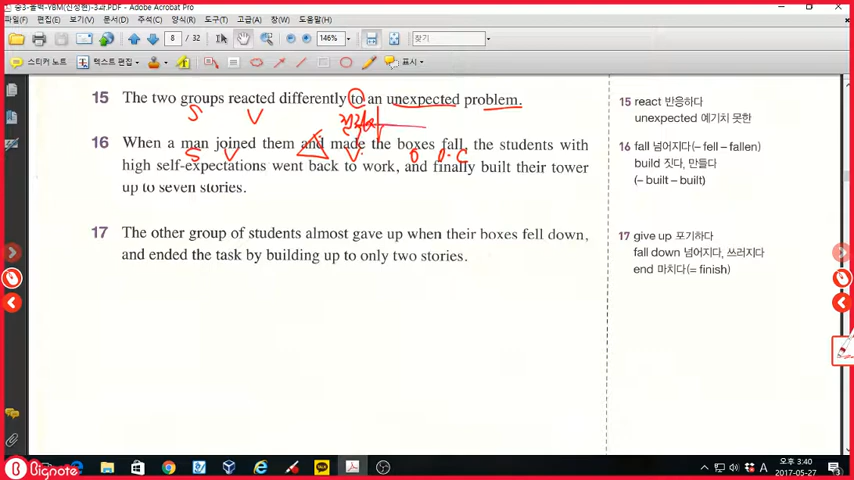 중3-올백-YBM(신정현)-3과.PDF - Adobe Acrobat Pro
파일(F) 편집(E) 보기(V) 문서(D) 주석(C) 양식(R) 도구(T) 고급(A) 창(W) 도움말(H)
8 / 32 146% 찾기
스티커 노트 텍스트 편집 표시
15 The two groups reacted differently to an unexpected problem.
S V
전치사
16 When a man joined them and made the boxes fall, the students with
S V V O O.C
high self-expectations went back to work, and finally built their tower
up to seven stories.
17 The other group of students almost gave up when their boxes fell down,
and ended the task by building up to only two stories.
15 react 반응하다
unexpected 예기치 못한
16 fall 넘어지다(– fell – fallen)
build 짓다, 만들다
(– built – built)
17 give up 포기하다
fall down 넘어지다, 쓰러지다
end 마치다(= finish)
Bignote
TALK
A 오후 3:40
2017-05-27